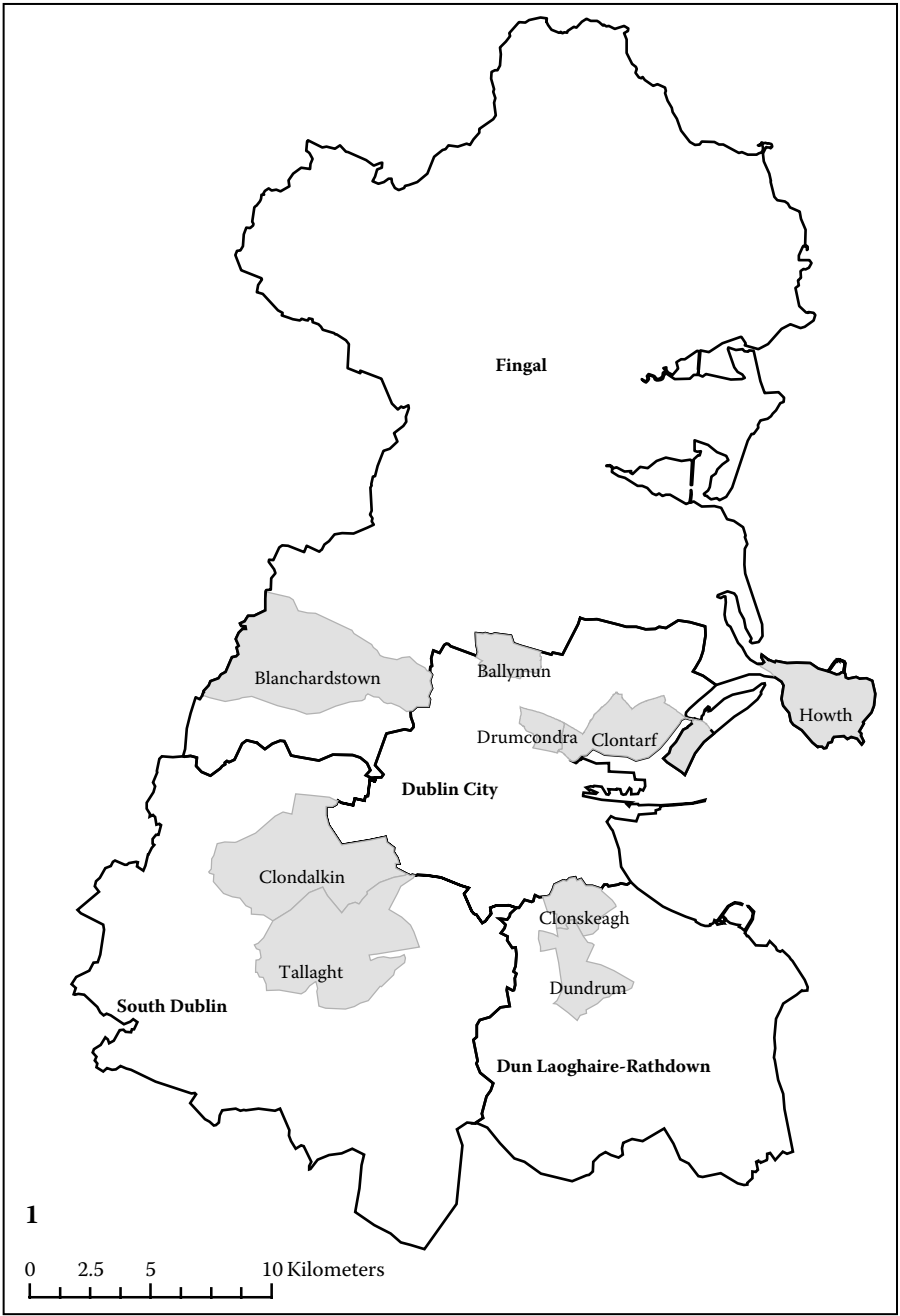 Fingal
Blanchardstown
Ballymun
Howth
Drumcondra
Clontarf
Dublin City
Clondalkin
Clonskeagh
Tallaght
Dundrum
South Dublin
Dun Laoghaire-Rathdown
1
0 2.5 5 10 Kilometers